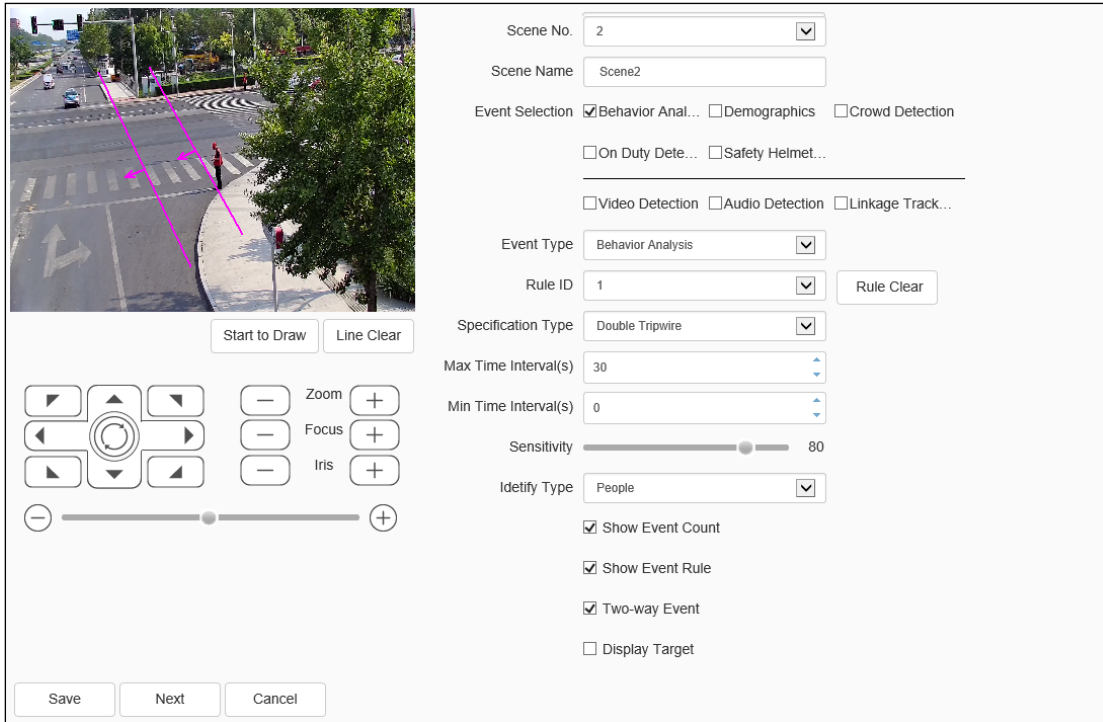 Scene No. 2
Scene Name Scene2
Event Selection Behavior Anal... Demographics Crowd Detection
On Duty Dete... Safety Helmet...
Video Detection Audio Detection Linkage Track...
Event Type Behavior Analysis
Rule ID 1 Rule Clear
Specification Type Double Tripwire
Start to Draw Line Clear
Max Time Interval(s) 30
Min Time Interval(s) 0
Zoom
Focus
Iris
Sensitivity 80
Idetify Type People
Show Event Count
Show Event Rule
Two-way Event
Display Target
Save Next Cancel